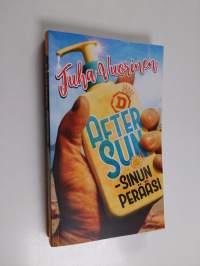 Juha Vuorinen
D
AFTER
SUN
-SINUN
PERÄÄSI